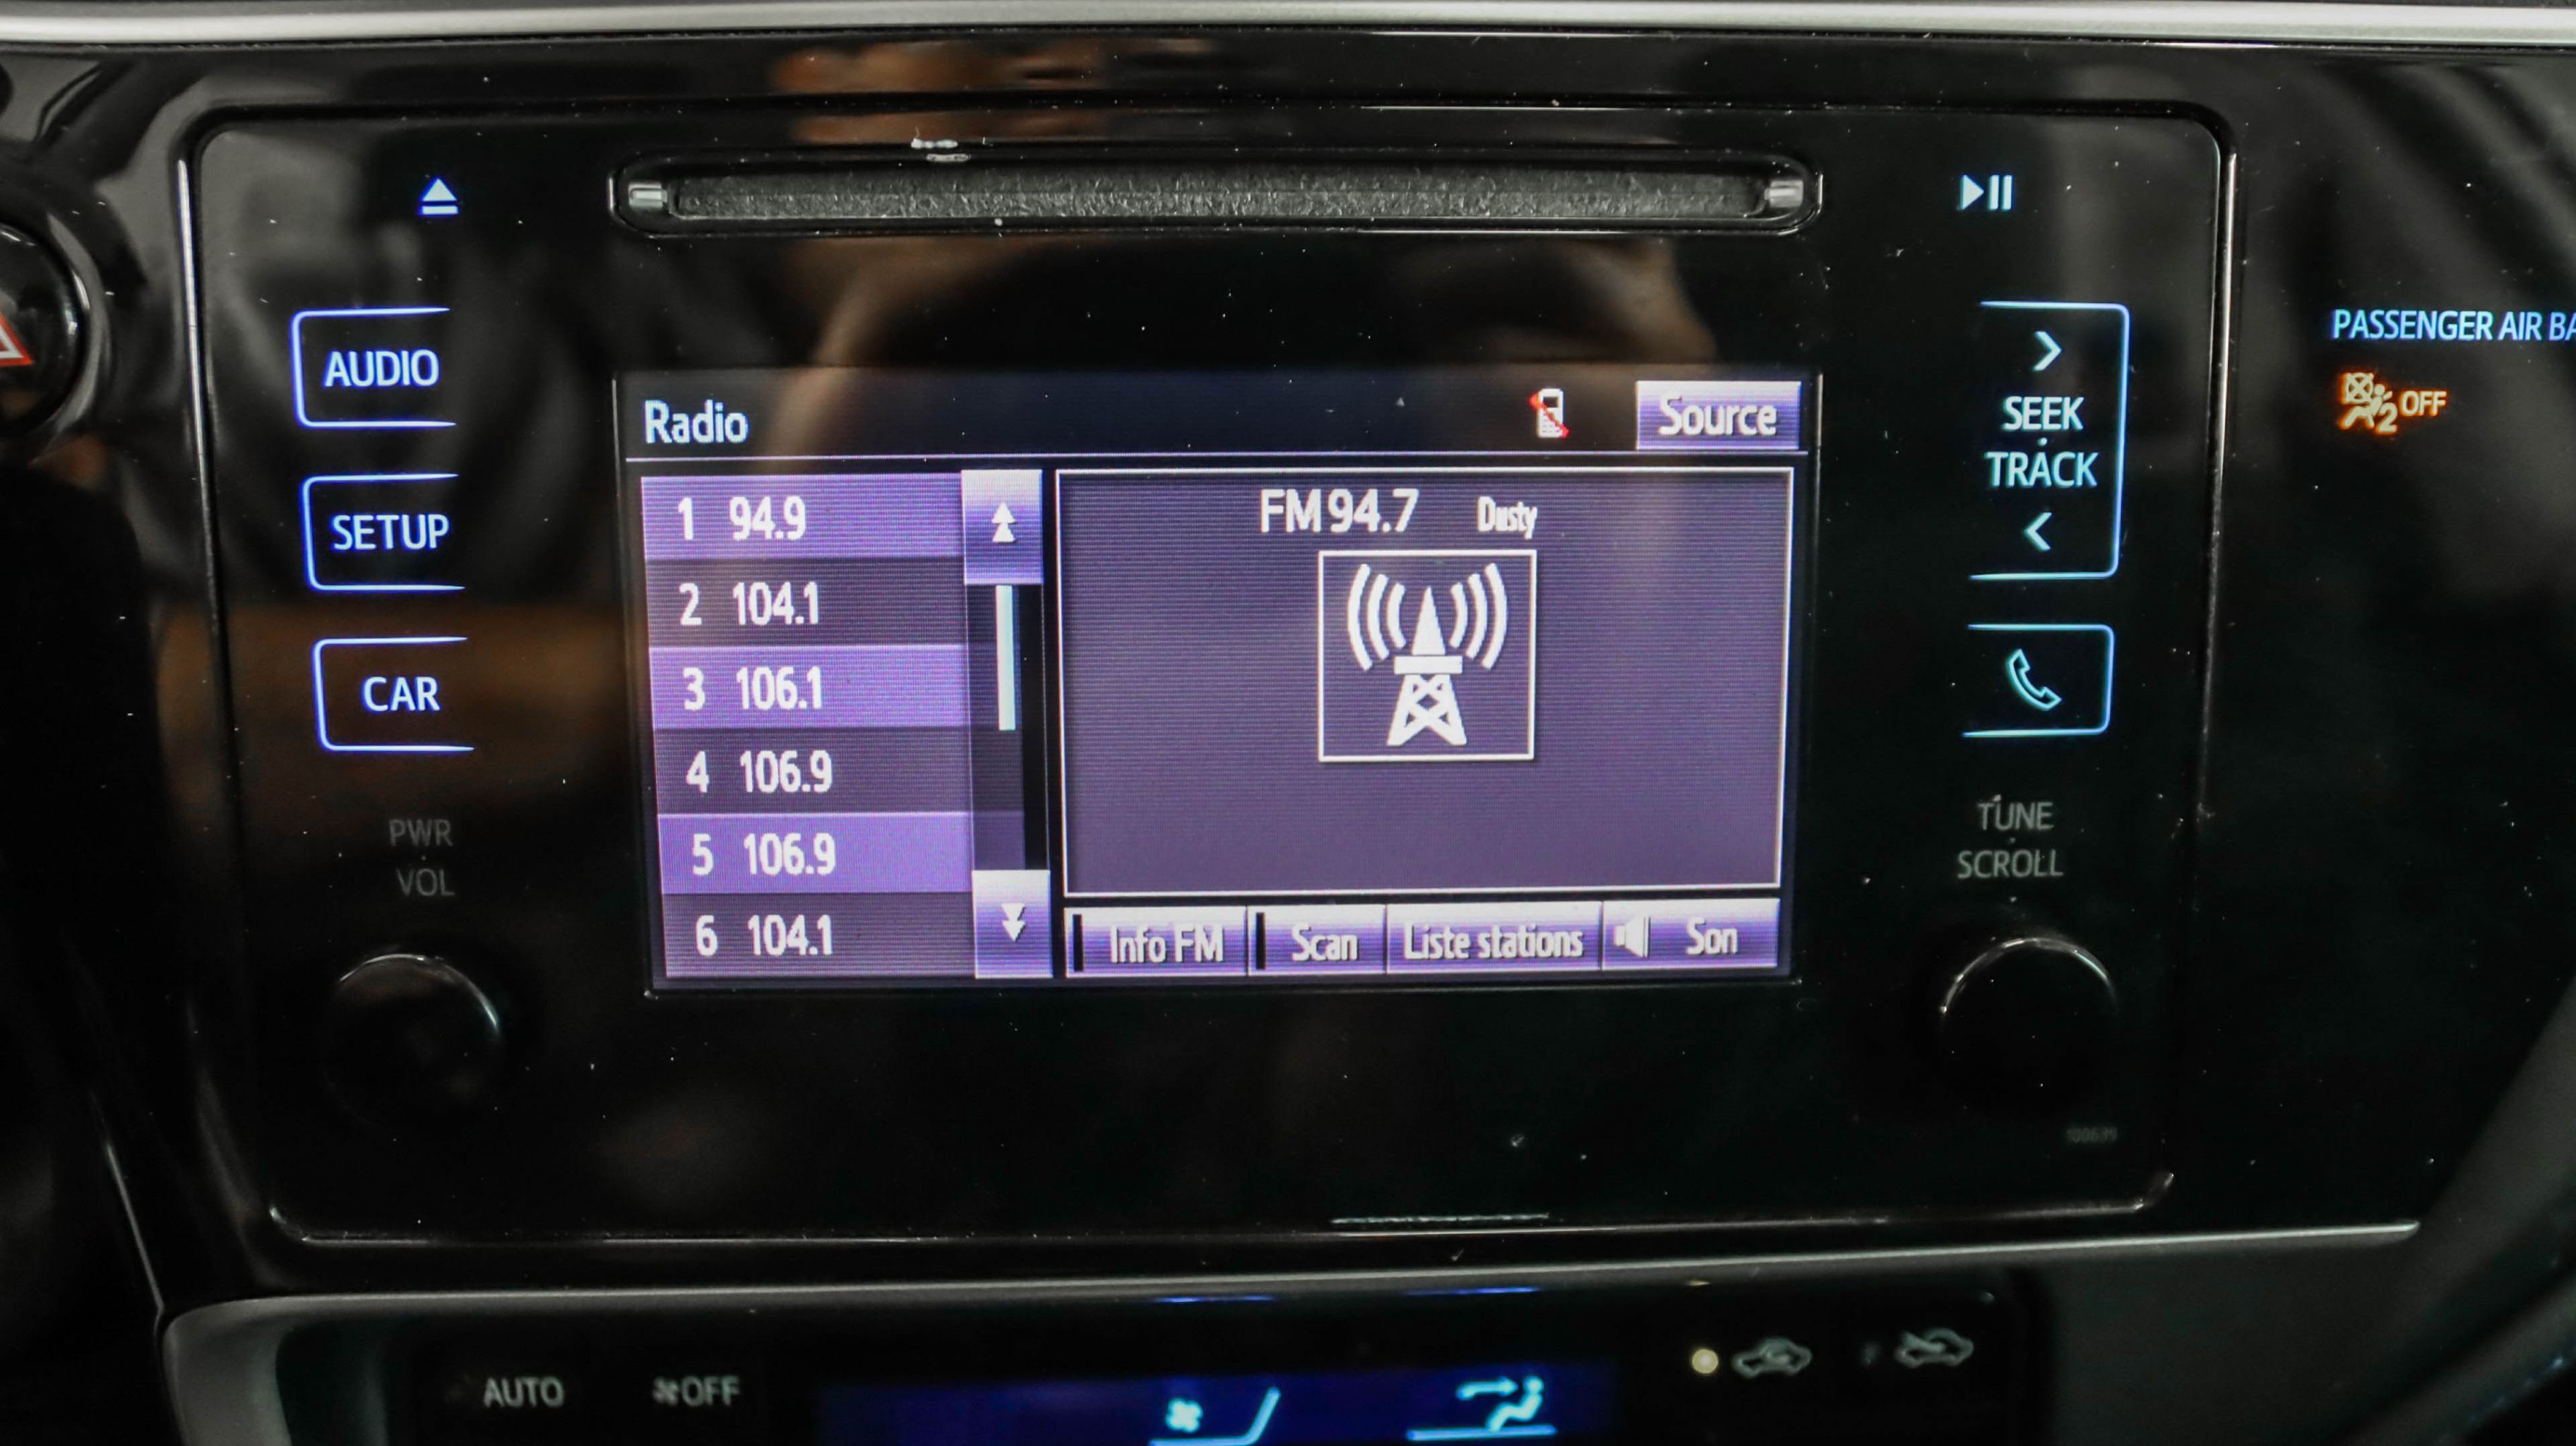 AUDIO
SETUP
CAR
PWR
VOL
Radio
Source
1 94.9
2 104.1
3 106.1
4 106.9
5 106.9
6 104.1
FM 94.7 Dusty
Info FM
Scan
Liste stations
Son
SEEK
TRACK
TUNE
SCROLL
100639
PASSENGER AIR BA
2 OFF
AUTO
OFF